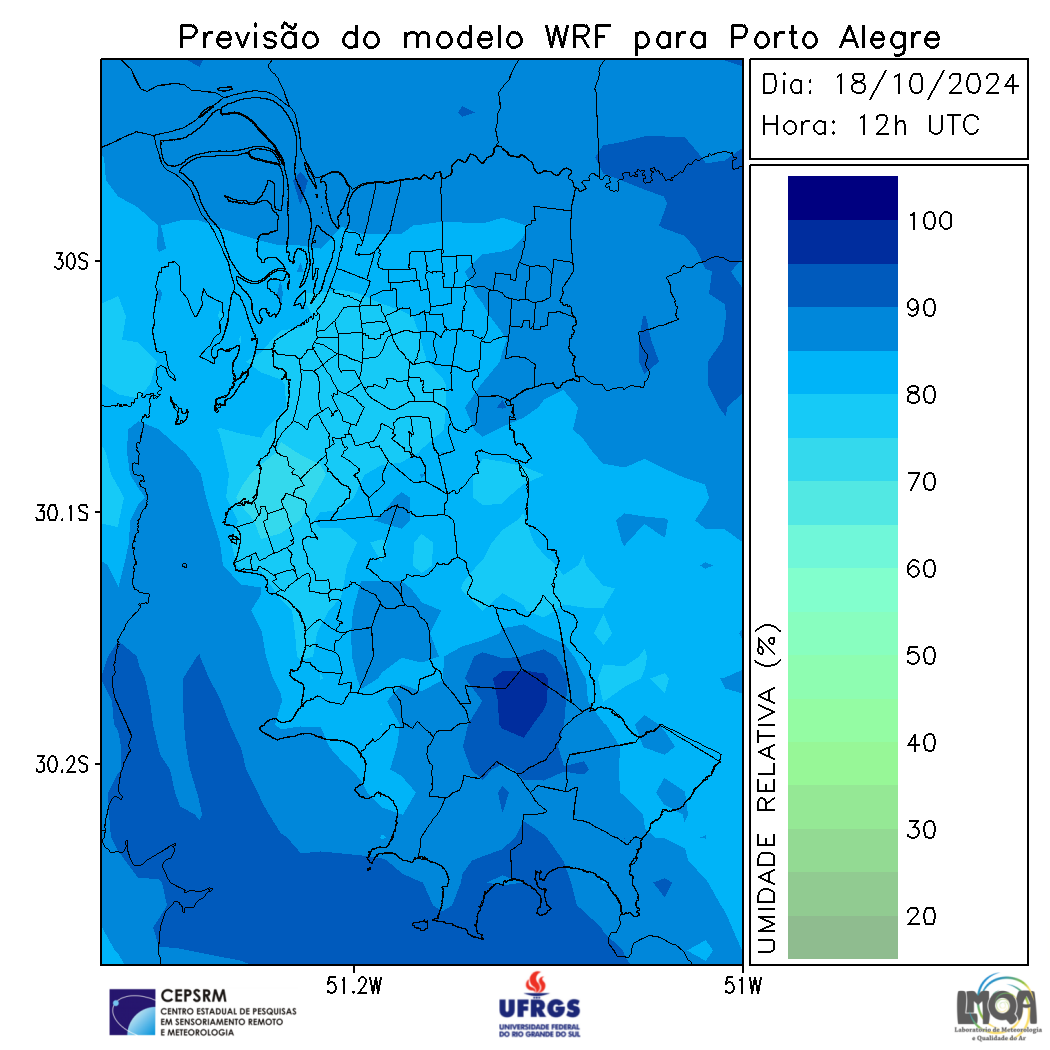 Previsão do modelo WRF para Porto Alegre
Dia: 18/10/2024
Hora: 12h UTC
30S
30.1S
30.2S
51.2W
51W
UMIDADE RELATIVA (%)
100
90
80
70
60
50
40
30
20
CEPSRM
CENTRO ESTADUAL DE PESQUISAS
EM SENSORIAMENTO REMOTO
E METEOROLOGIA
UFRGS
UNIVERSIDADE FEDERAL
DO RIO GRANDE DO SUL
LMQA
Laboratório de Meteorologia
e Qualidade do Ar